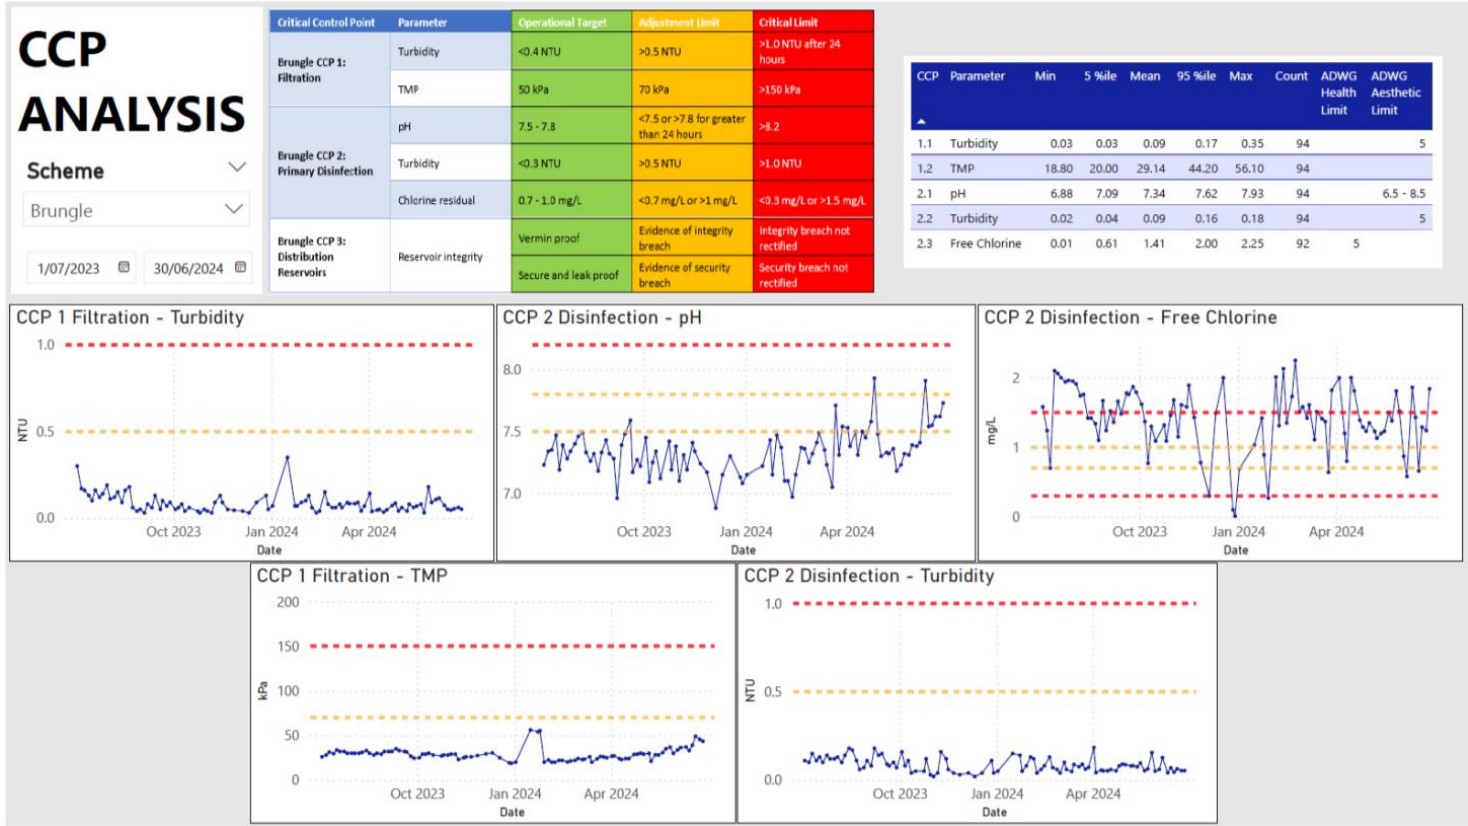 CCP
ANALYSIS
Scheme
Brungle
1/07/2023 30/06/2024
Critical Control Point Parameter Operational Target Adjustment Limit Critical Limit
Brungle CCP 1:
Filtration
Turbidity <0.4 NTU >0.5 NTU >1.0 NTU after 24
hours
TMP 50 kPa 70 kPa >150 kPa
Brungle CCP 2:
Primary Disinfection
pH 7.5 - 7.8 <7.5 or >7.8 for greater
than 24 hours
>8.2
Turbidity <0.3 NTU >0.5 NTU >1.0 NTU
Chlorine residual 0.7 - 1.0 mg/L <0.7 mg/L or >1 mg/L <0.3 mg/L or >1.5 mg/L
Brungle CCP 3:
Distribution
Reservoirs
Reservoir integrity
Vermin proof Evidence of integrity
breach
Integrity breach not
rectified
Secure and leak proof Evidence of security
breach
Security breach not
rectified
CCP Parameter Min 5 %ile Mean 95 %ile Max Count ADWG
Health
Limit
ADWG
Aesthetic
Limit
1.1 Turbidity 0.03 0.03 0.09 0.17 0.35 94 5
1.2 TMP 18.80 20.00 29.14 44.20 56.10 94
2.1 pH 6.88 7.09 7.34 7.62 7.93 94 6.5 - 8.5
2.2 Turbidity 0.02 0.04 0.09 0.16 0.18 94 5
2.3 Free Chlorine 0.01 0.61 1.41 2.00 2.25 92 5
CCP 1 Filtration - Turbidity
1.0
0.5
0.0
NTU
Oct 2023 Jan 2024 Apr 2024
Date
CCP 2 Disinfection - pH
8.0
7.5
7.0
Oct 2023 Jan 2024 Apr 2024
Date
CCP 2 Disinfection - Free Chlorine
2
1
0
mg/L
Oct 2023 Jan 2024 Apr 2024
Date
CCP 1 Filtration - TMP
200
150
100
50
0
kPa
Oct 2023 Jan 2024 Apr 2024
Date
CCP 2 Disinfection - Turbidity
1.0
0.5
0.0
NTU
Oct 2023 Jan 2024 Apr 2024
Date